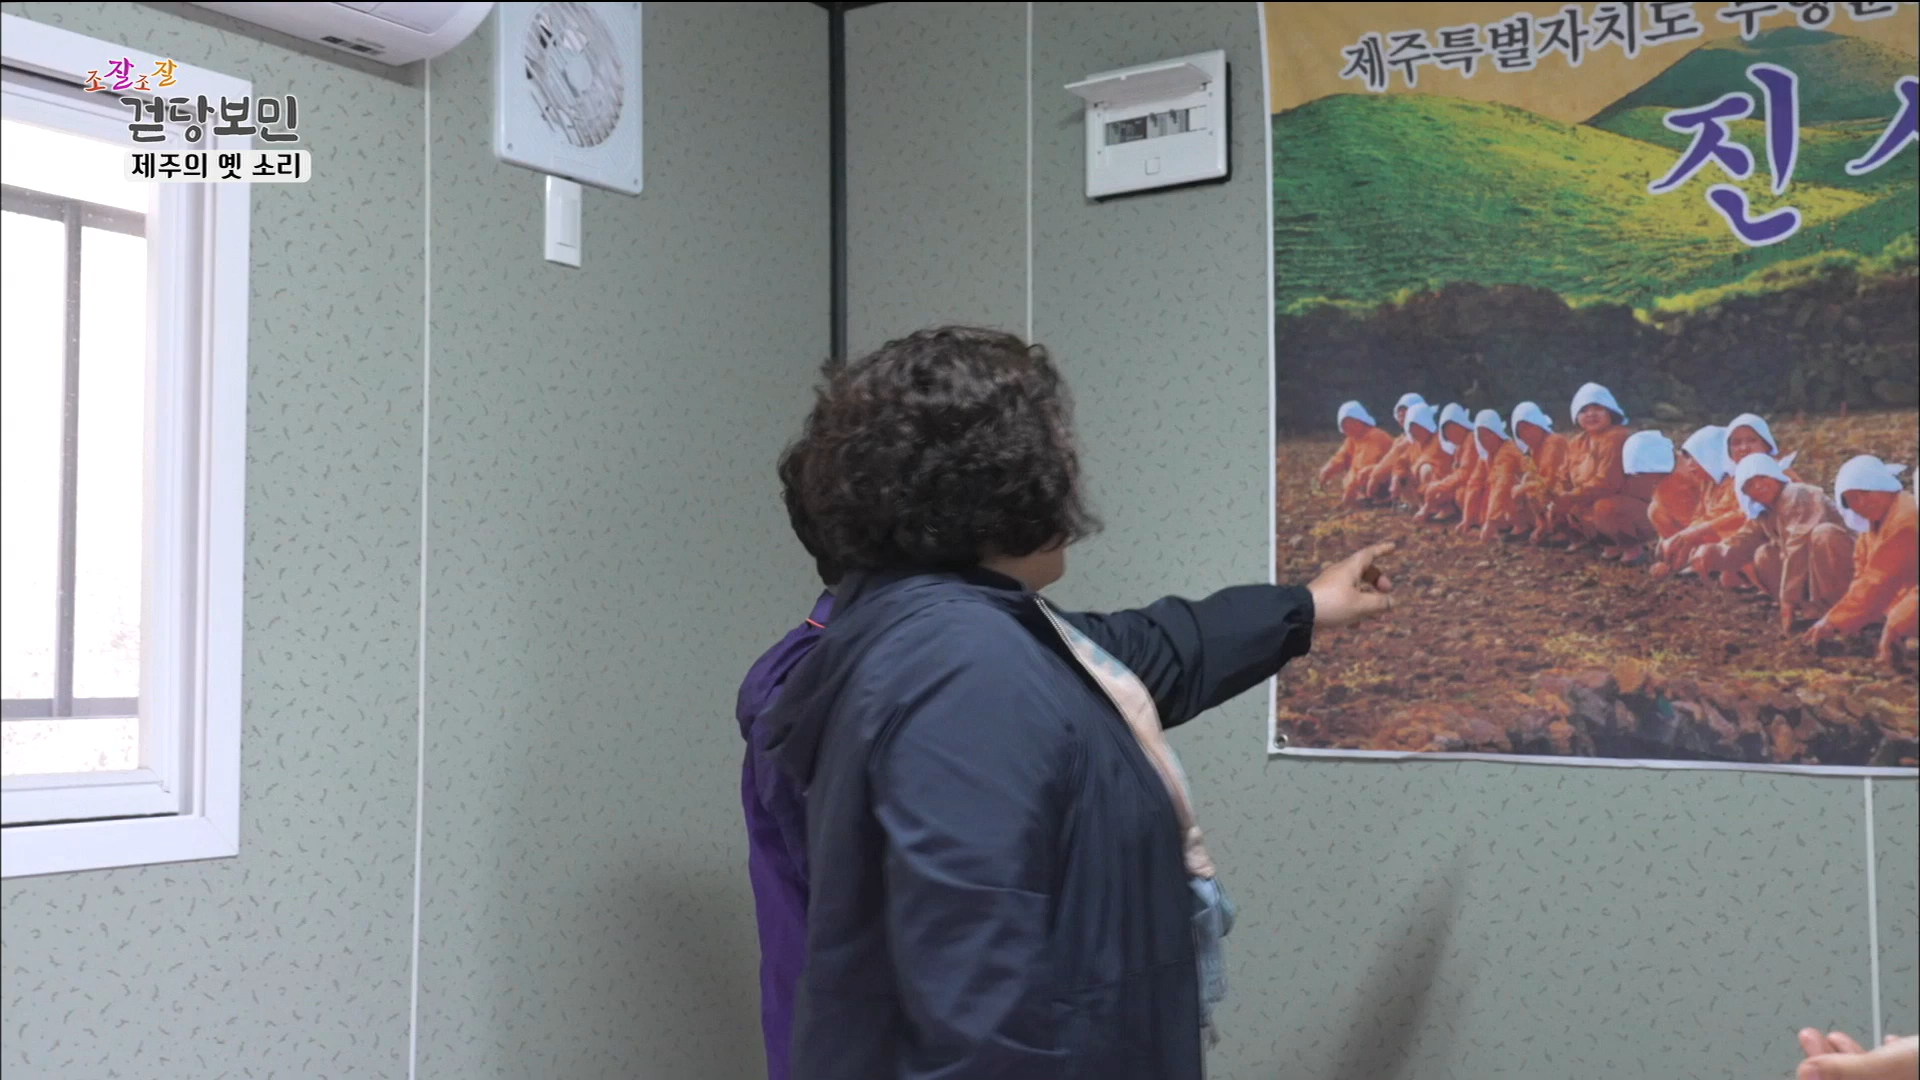 조잘조잘
걷당보민
제주의 옛 소리
제주특별자치도
진